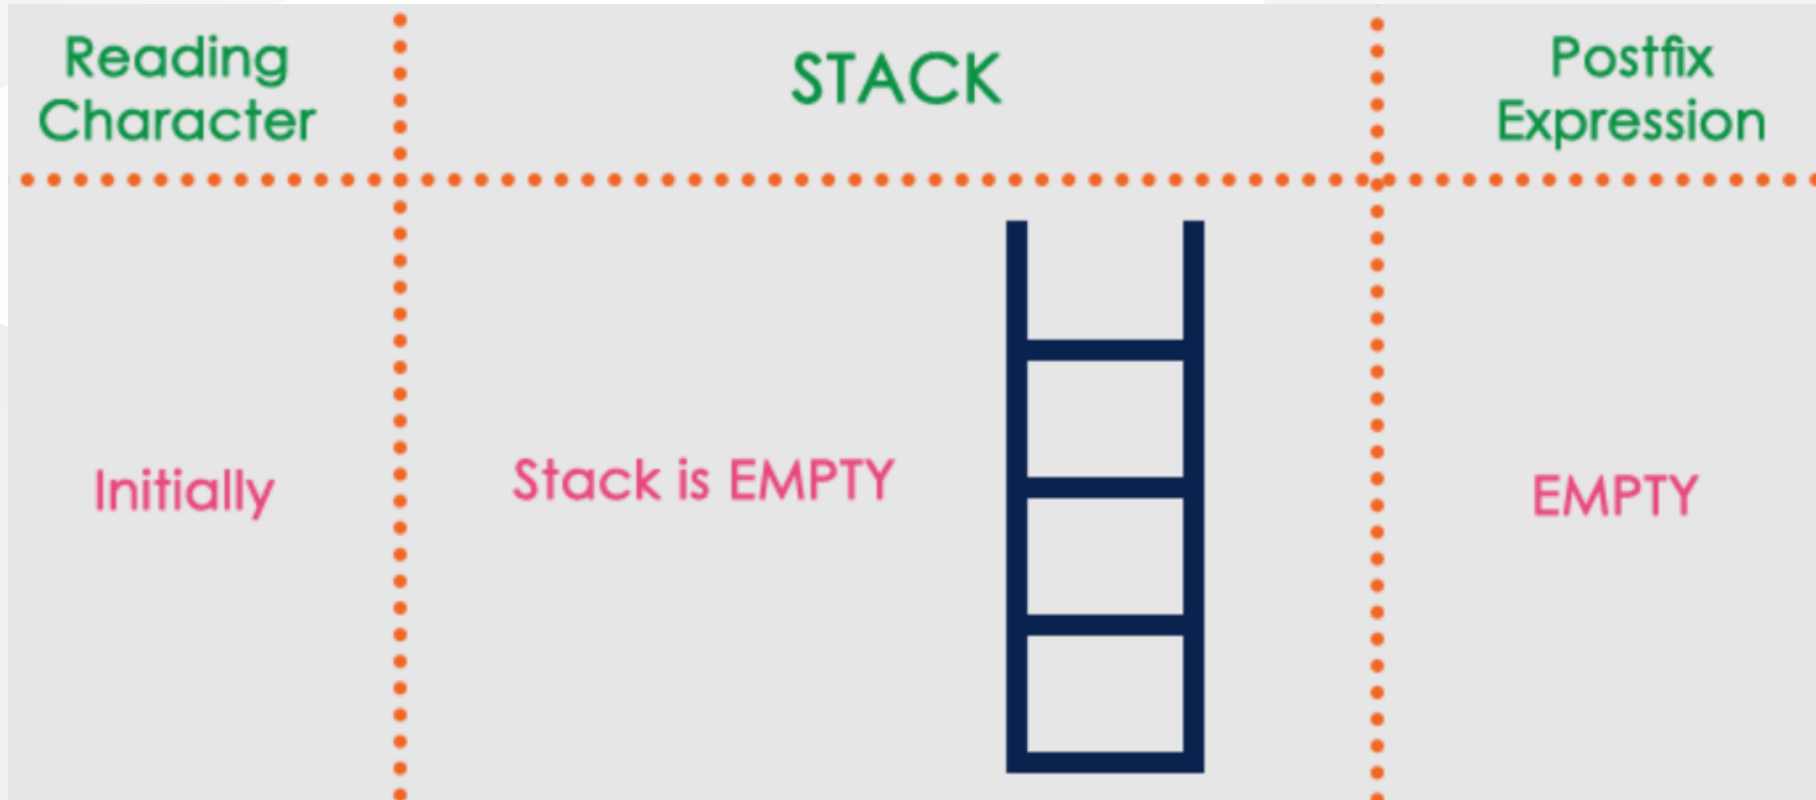 Reading
Character
STACK
Postfix
Expression
Initially
Stack is EMPTY
EMPTY